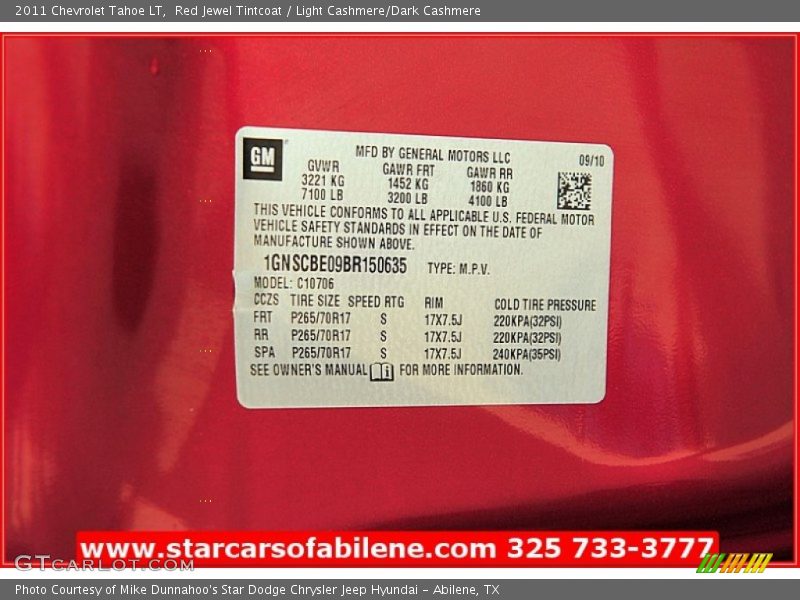 2011 Chevrolet Tahoe LT,  Red Jewel Tintcoat / Light Cashmere/Dark Cashmere
GM
MFD BY GENERAL MOTORS LLC 09/10
GVWR GAWR FRT GAWR RR
3221 KG 1452 KG 1860 KG
7100 LB 3200 LB 4100 LB
THIS VEHICLE CONFORMS TO ALL APPLICABLE U.S. FEDERAL MOTOR
VEHICLE SAFETY STANDARDS IN EFFECT ON THE DATE OF
MANUFACTURE SHOWN ABOVE.
1GNSCBE09BR150635 TYPE: M.P.V.
MODEL: C10706
CCZS TIRE SIZE SPEED RTG RIM COLD TIRE PRESSURE
FRT P265/70R17 S 17X7.5J 220KPA(32PSI)
RR P265/70R17 S 17X7.5J 220KPA(32PSI)
SPA P265/70R17 S 17X7.5J 240KPA(35PSI)
SEE OWNER'S MANUAL FOR MORE INFORMATION.
www.starcarsofabilene.com 325 733-3777
GTcarlot.com
Photo Courtesy of Mike Dunnahoo's Star Dodge Chrysler Jeep Hyundai – Abilene, TX